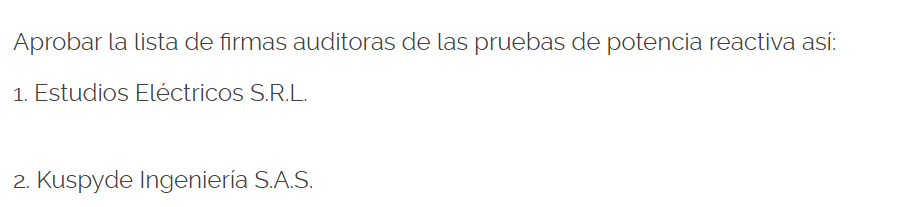 Aprobar la lista de firmas auditoras de las pruebas de potencia reactiva así:
1. Estudios Eléctricos S.R.L.
2. Kuspyde Ingeniería S.A.S.